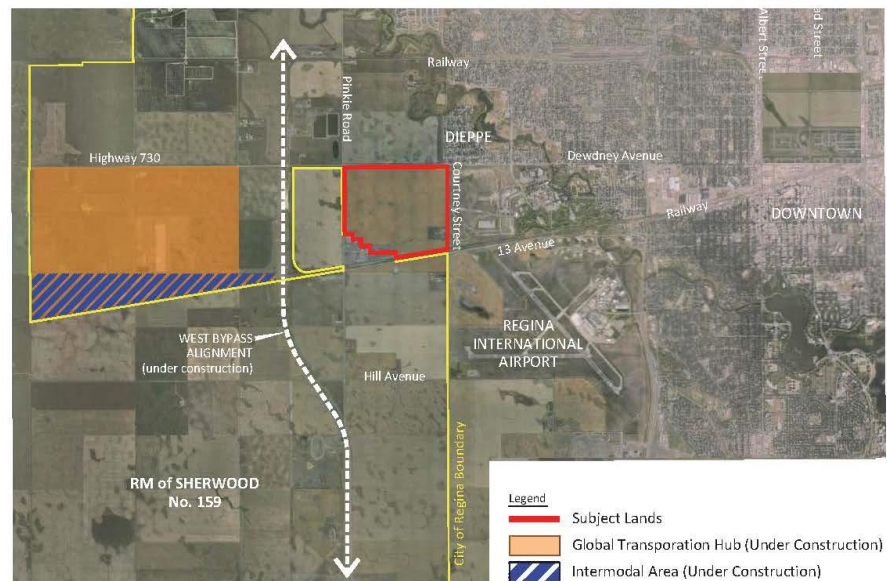 Railway
Pinkie Road
Albert Street
ad Street
DIEPPE
Highway 730
Dewdney Avenue
Courtney Street
Railway
DOWNTOWN
13 Avenue
REGINA
INTERNATIONAL
AIRPORT
WEST BYPASS
ALIGNMENT
(under construction)
Hill Avenue
City of Regina Boundary
RM of SHERWOOD
No. 159
Legend
Subject Lands
Global Transporation Hub (Under Construction)
Intermodal Area (Under Construction)